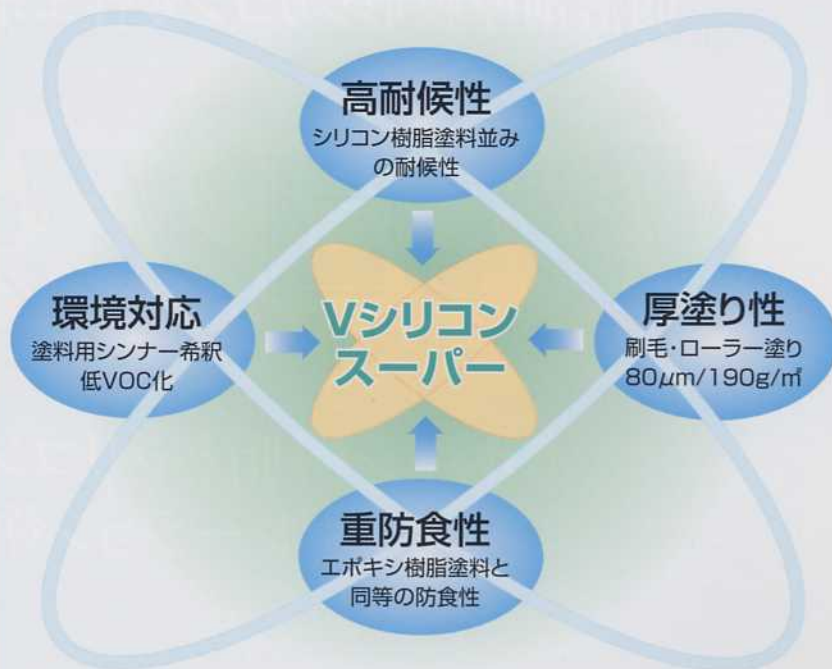 高耐候性
シリコン樹脂塗料並み
の耐候性
環境対応
塗料用シンナー希釈
低VOC化
Vシリコン
スーパー
厚塗り性
刷毛・ローラー塗り
80μm/190g/㎡
重防食性
エポキシ樹脂塗料と
同等の防食性